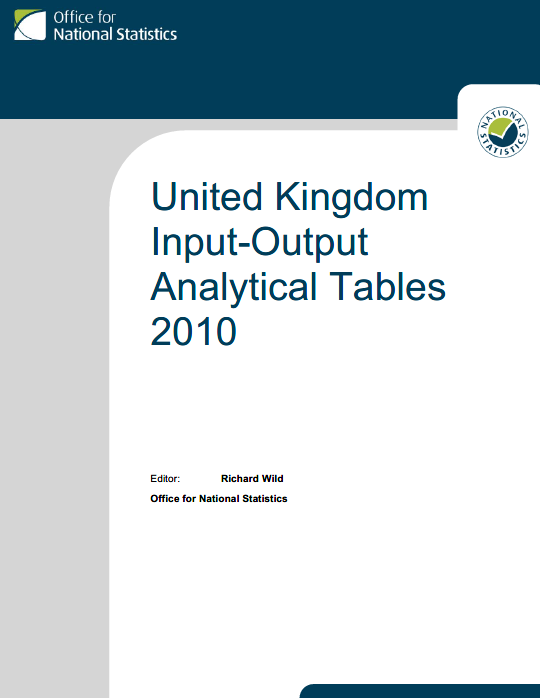 Office for
National Statistics
NATIONAL
STATISTICS
United Kingdom
Input-Output
Analytical Tables
2010
Editor: Richard Wild
Office for National Statistics